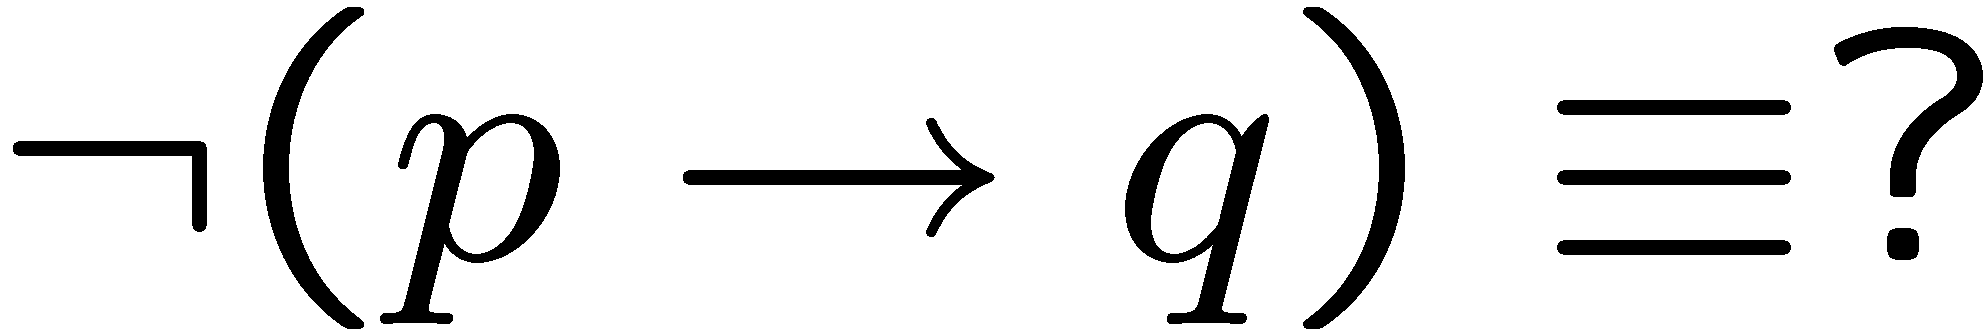 ¬(p → q) ≡?